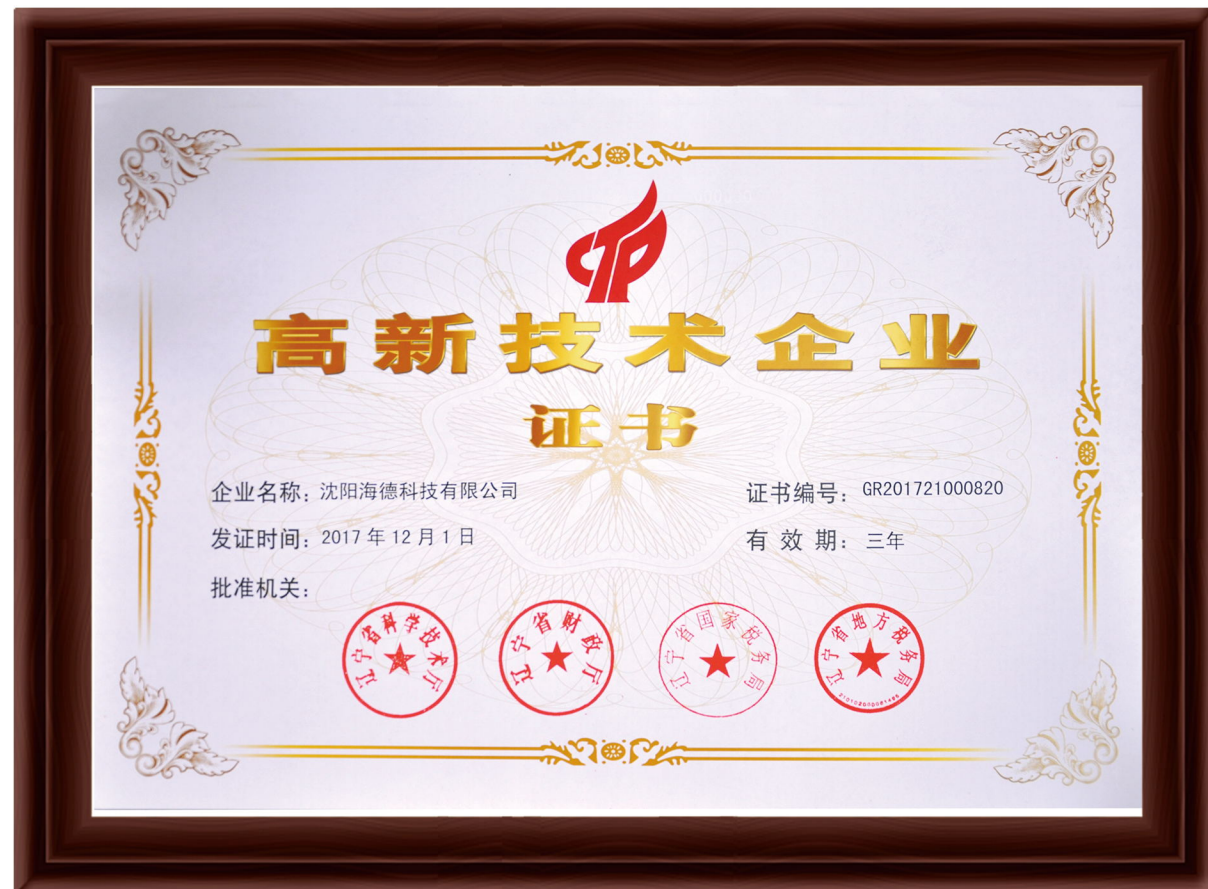 高新技术企业
证书
企业名称：沈阳海德科技有限公司
证书编号：GR201721000820
发证时间：2017年12月1日
有效期：三年
批准机关：
辽宁省科学技术厅
辽宁省财政厅
辽宁省国家税务局
辽宁省地方税务局